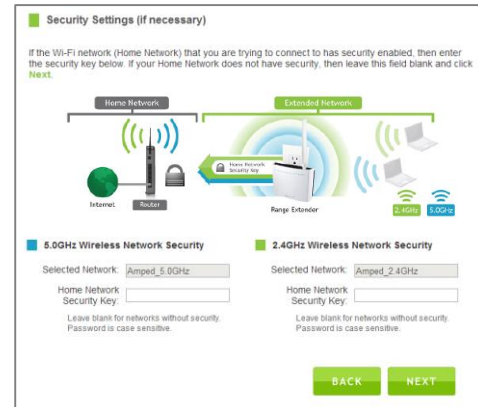 Security Settings (if necessary)
If the Wi-Fi network (Home Network) that you are trying to connect to has security enabled, then enter
the security key below. If your Home Network does not have security, then leave this field blank and click
Next.
Home Network
Extended Network
Home Network
Security Key
Internet
Router
Range Extender
2.4GHz
5.0GHz
5.0GHz Wireless Network Security
Selected Network: Amped_5.0GHz
Home Network
Security Key:
Leave blank for networks without security.
Password is case sensitive.
2.4GHz Wireless Network Security
Selected Network: Amped_2.4GHz
Home Network
Security Key:
Leave blank for networks without security.
Password is case sensitive.
BACK
NEXT